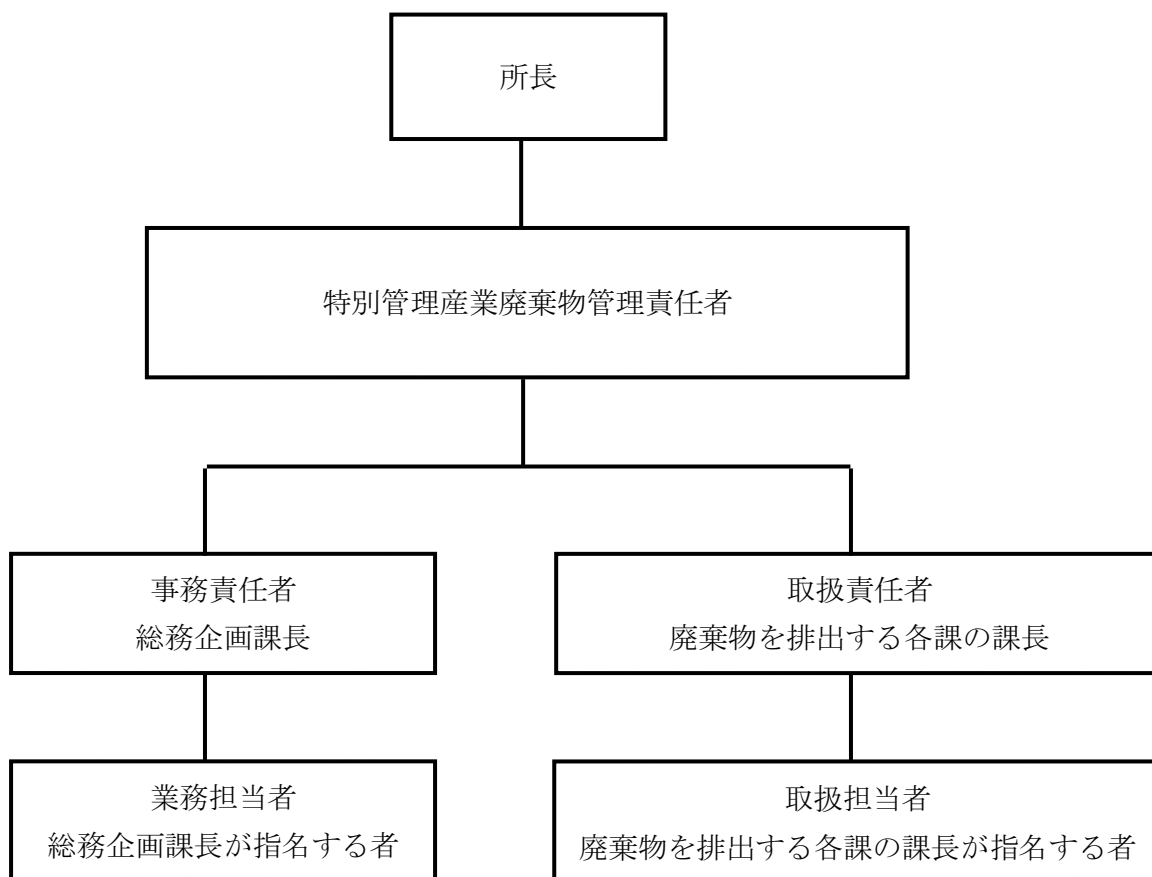 所長
特別管理産業廃棄物管理責任者
事務責任者
総務企画課長
取扱責任者
廃棄物を排出する各課の課長
業務担当者
総務企画課長が指名する者
取扱担当者
廃棄物を排出する各課の課長が指名する者